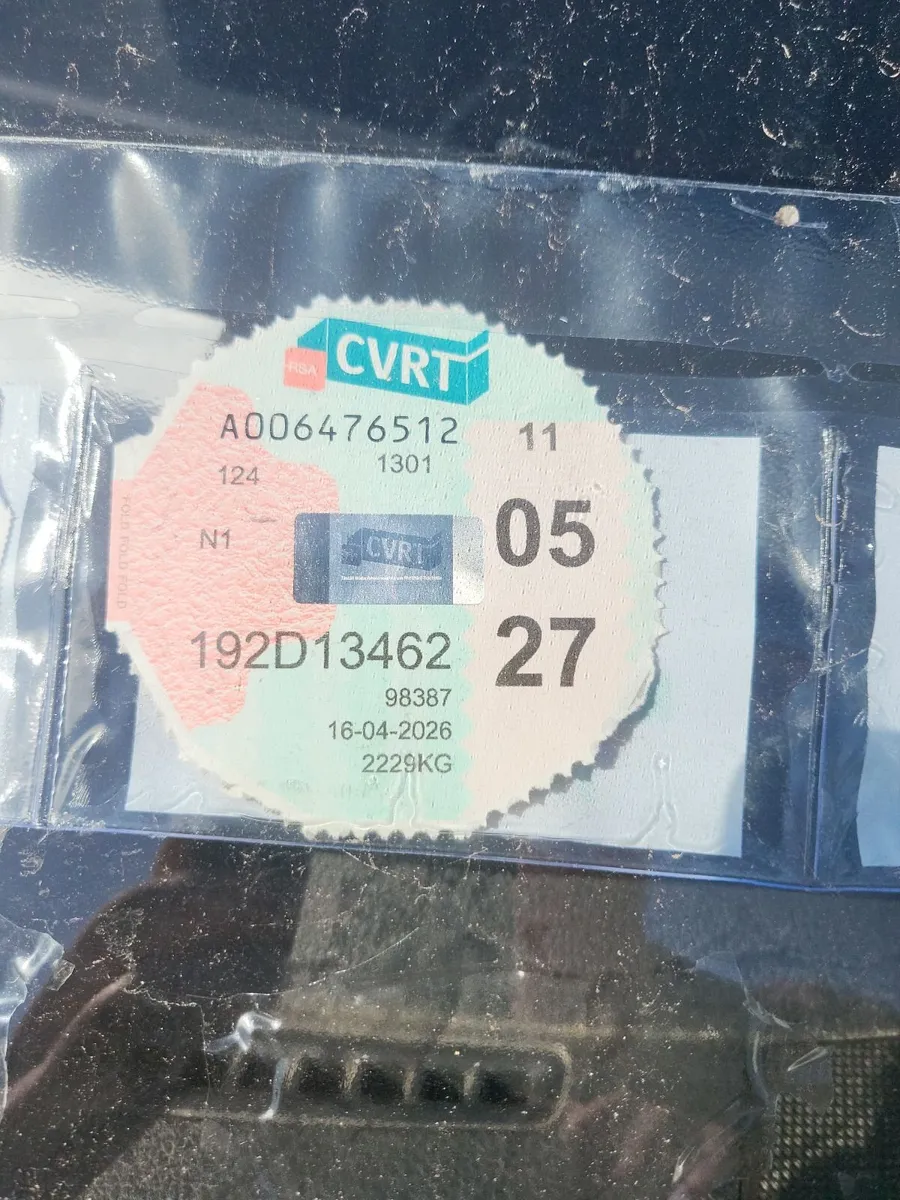 RSA
CVRT
A006476512
11
124
1301
05
N1
CVRT
27
192D13462
98387
16-04-2026
2229KG